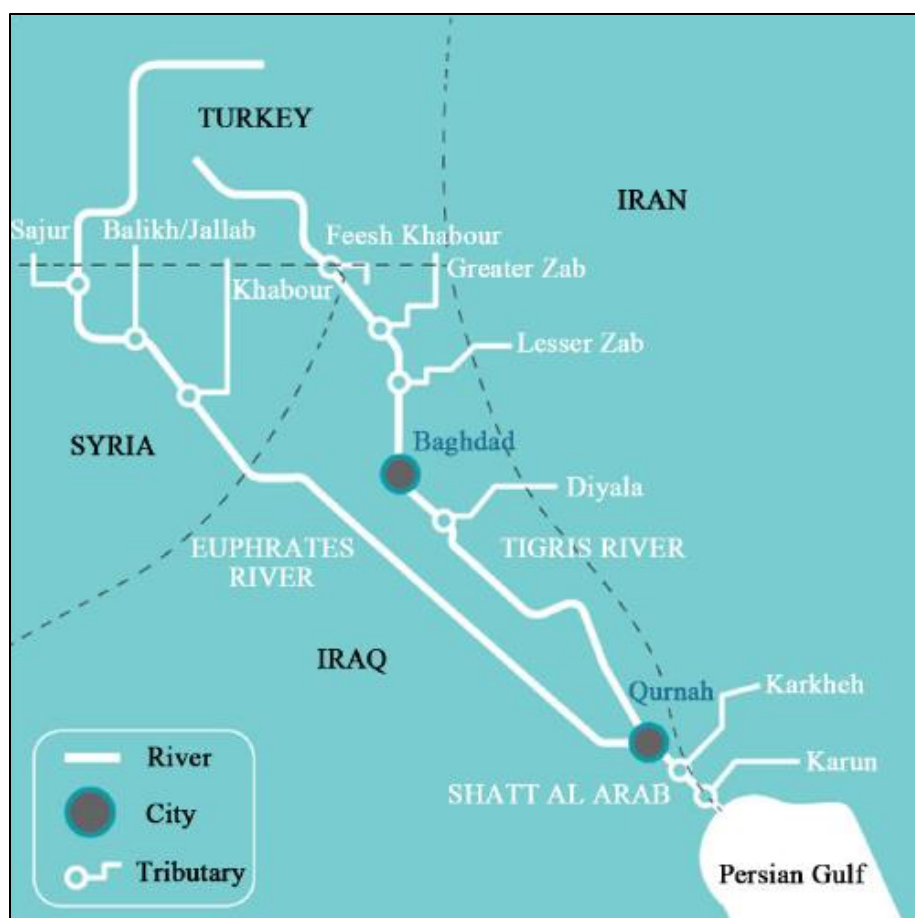 TURKEY
IRAN
Sajur
Balikh/Jallab
Feesh Khabour
Khabour
Greater Zab
Lesser Zab
SYRIA
Baghdad
Diyala
EUPHRATES
RIVER
TIGRIS RIVER
IRAQ
Qurnah
Karkheh
Karun
SHATT AL ARAB
Persian Gulf
River
City
Tributary